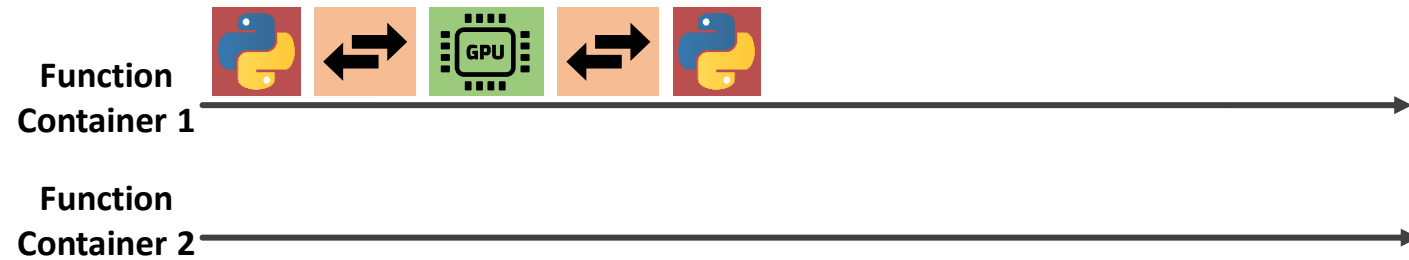 GPU
Function
Container 1
Function
Container 2